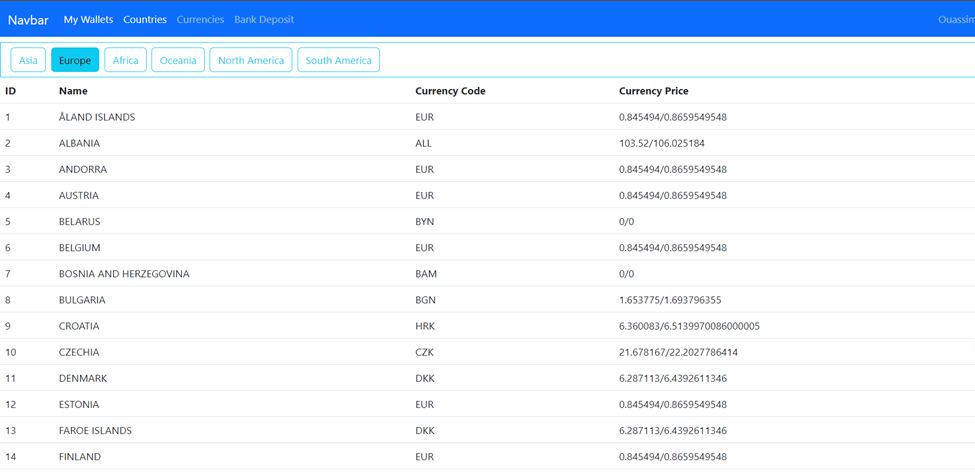 Navbar My Wallets Countries Currencies Bank Deposit Ouassim
Asia Europe Africa Oceania North America South America
ID Name Currency Code Currency Price
1 ÅLAND ISLANDS EUR 0.845494/0.8659549548
2 ALBANIA ALL 103.52/106.025184
3 ANDORRA EUR 0.845494/0.8659549548
4 AUSTRIA EUR 0.845494/0.8659549548
5 BELARUS BYN 0/0
6 BELGIUM EUR 0.845494/0.8659549548
7 BOSNIA AND HERZEGOVINA BAM 0/0
8 BULGARIA BGN 1.653775/1.693796355
9 CROATIA HRK 6.360083/6.5139970086000005
10 CZECHIA CZK 21.678167/22.2027786414
11 DENMARK DKK 6.287113/6.4392611346
12 ESTONIA EUR 0.845494/0.8659549548
13 FAROE ISLANDS DKK 6.287113/6.4392611346
14 FINLAND EUR 0.845494/0.8659549548